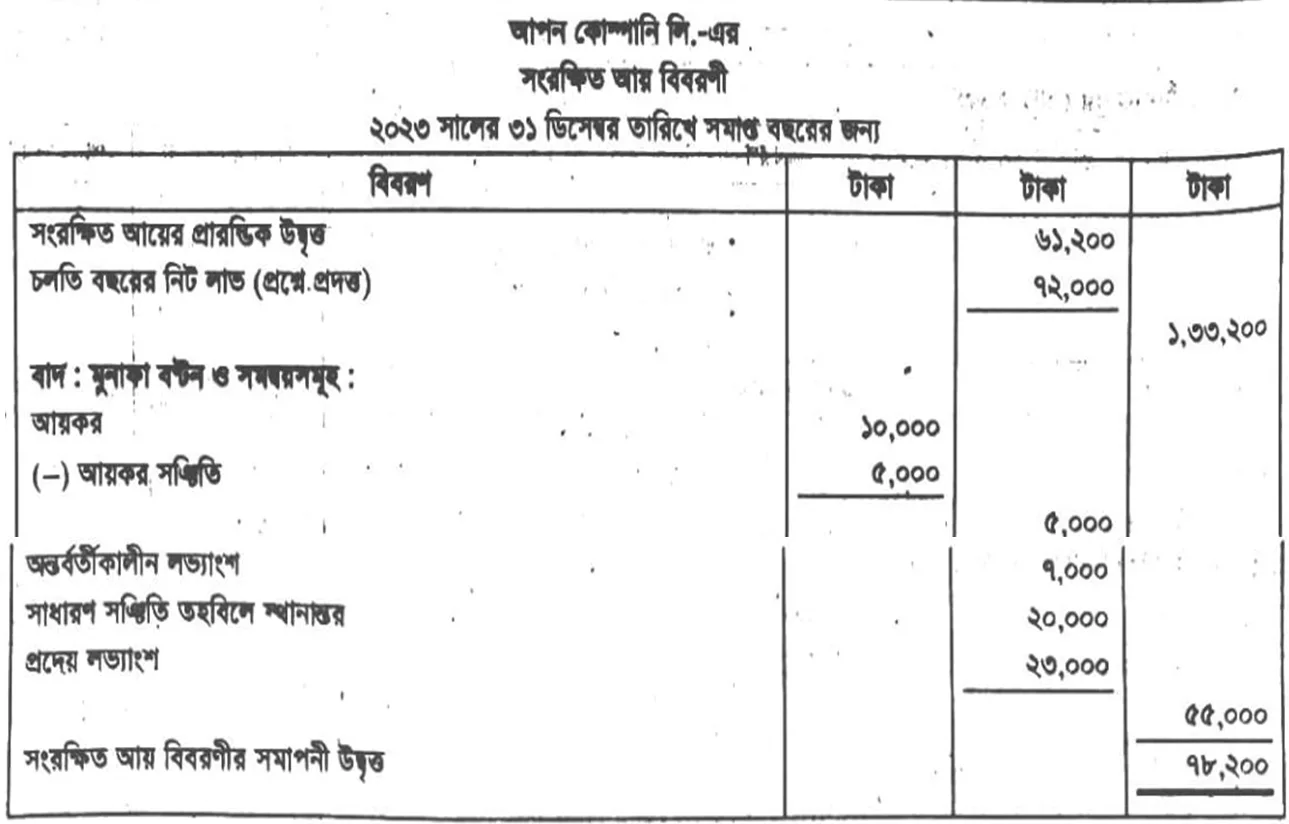 আপন কোম্পানি লি.-এর
সংরক্ষিত আয় বিবরণী
২০২৩ সালের ৩১ ডিসেম্বর তারিখে সমাপ্ত বছরের জন্য
বিবরণ টাকা টাকা টাকা
সংরক্ষিত আয়ের প্রারম্ভিক উদ্বৃত্ত ৬১,২০০
চলতি বছরের নিট লাভ (প্রশ্নে প্রদত্ত) ৭২,০০০
১,৩৩,২০০
বাদ : মুনাফা বণ্টন ও সমন্বয়সমূহ :
আয়কর ১০,০০০
(–) আয়কর সঞ্চিতি ৫,০০০
৫,০০০
অন্তর্বর্তীকালীন লভ্যাংশ ৭,০০০
সাধারণ সঞ্চিতি তহবিলে স্থানান্তর ২০,০০০
প্রদেয় লভ্যাংশ ২৩,০০০
৫৫,০০০
সংরক্ষিত আয় বিবরণীর সমাপনী উদ্বৃত্ত ৭৮,২০০